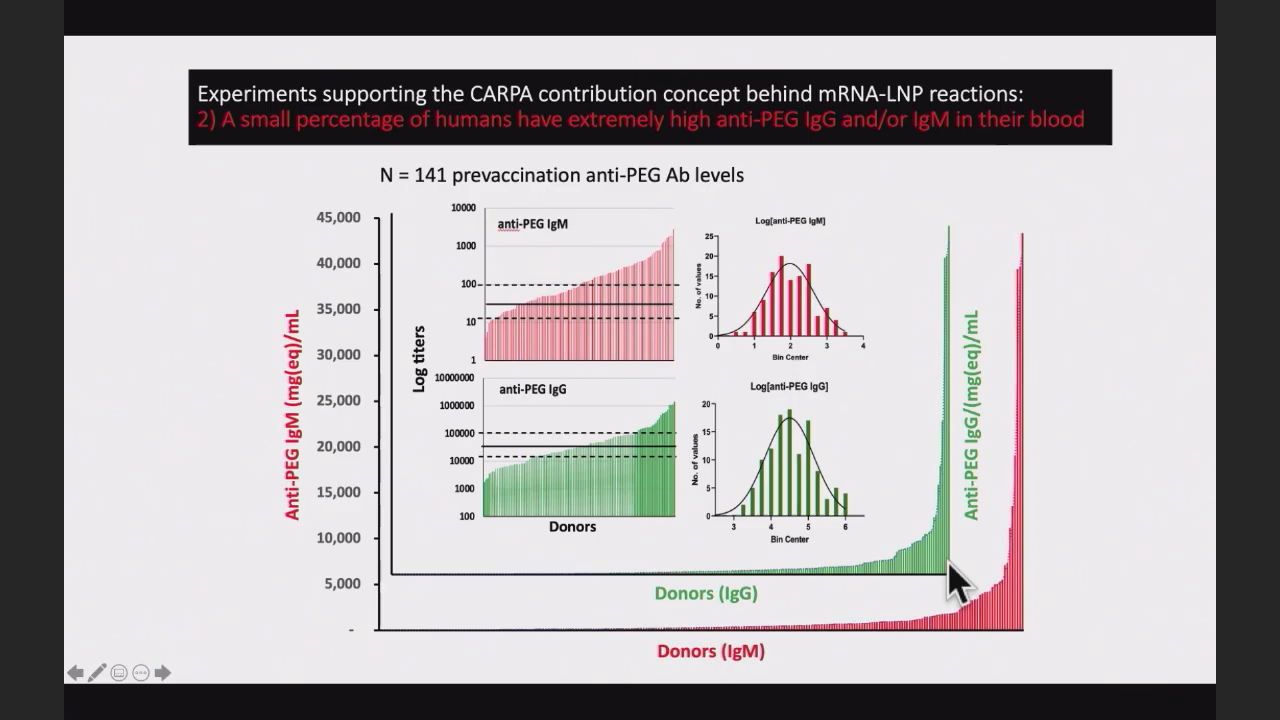 Experiments supporting the CARPA contribution concept behind mRNA-LNP reactions:
2) A small percentage of humans have extremely high anti-PEG IgG and/or IgM in their blood
N = 141 prevaccination anti-PEG Ab levels
Anti-PEG IgM (mg(eq)/mL
45,000
40,000
35,000
30,000
25,000
20,000
15,000
10,000
5,000
-
Log titers
10000
1000
100
10
1
anti-PEG IgM
10000000
1000000
100000
10000
1000
100
anti-PEG IgG
Donors
Log[anti-PEG IgM]
No. of values
25
20
15
10
5
0
0 1 2 3 4
Bin Center
Log[anti-PEG IgG]
No. of values
20
15
10
5
0
3 4 5 6
Bin Center
Anti-PEG IgG/(mg(eq)/mL
Donors (IgG)
Donors (IgM)